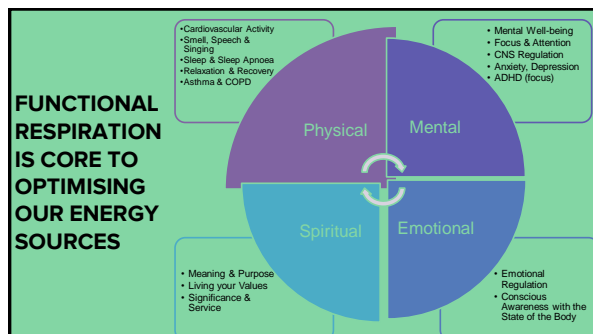 FUNCTIONAL
RESPIRATION
IS CORE TO
OPTIMISING
OUR ENERGY
SOURCES
•Cardiovascular Activity
•Smell, Speech &
Singing
•Sleep & Sleep Apnoea
•Relaxation & Recovery
•Asthma & COPD
• Mental Well-being
• Focus & Attention
• CNS Regulation
• Anxiety, Depression
• ADHD (focus)
Physical
Mental
Spiritual
Emotional
• Meaning & Purpose
• Living your Values
• Significance &
Service
• Emotional
Regulation
• Conscious
Awareness with the
State of the Body